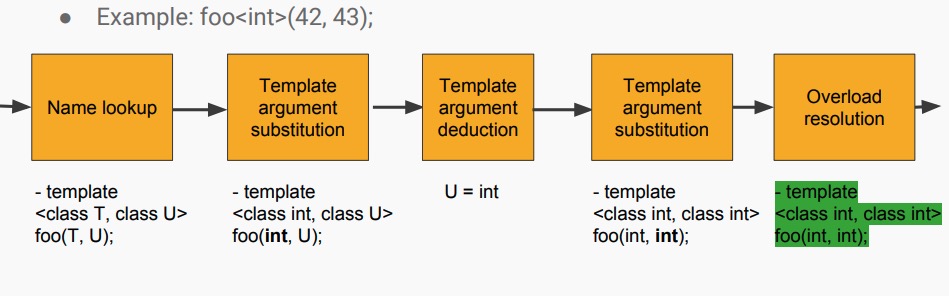 ● Example: foo<int>(42, 43);
Name lookup
Template
argument
substitution
Template
argument
deduction
Template
argument
substitution
Overload
resolution
- template
<class T, class U>
foo(T, U);
- template
<class int, class U>
foo(int, U);
U = int
- template
<class int, class int>
foo(int, int);
- template
<class int, class int>
foo(int, int);